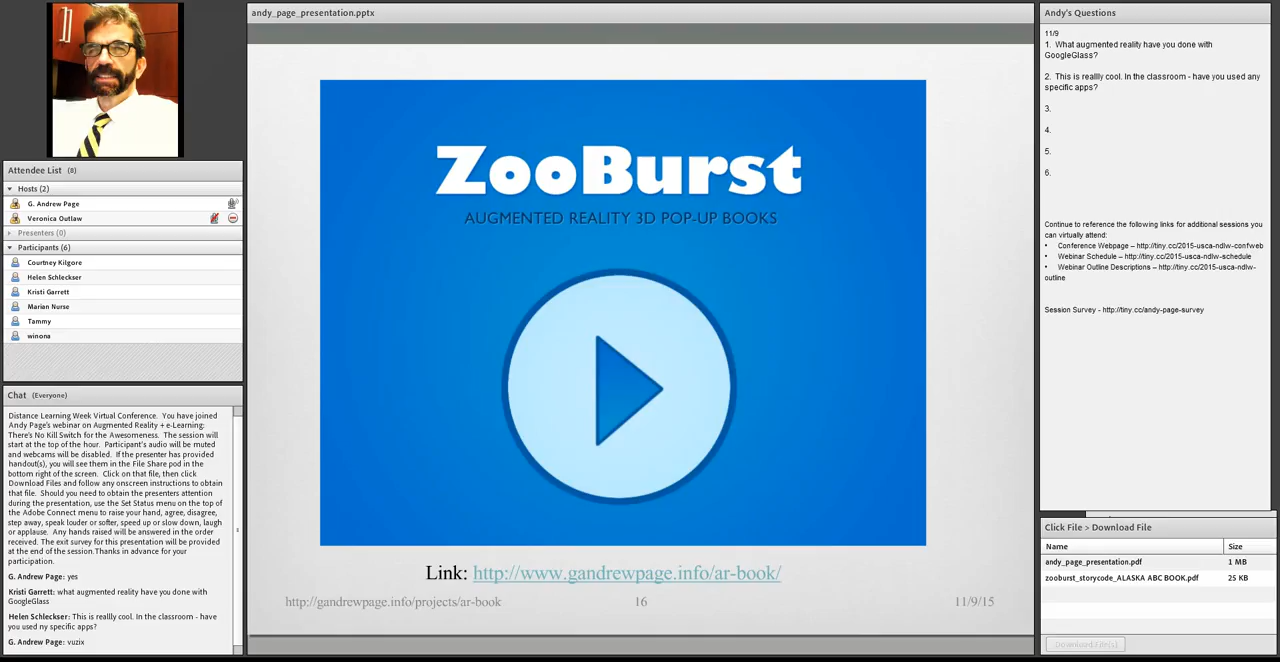 andy_page_presentation.pptx
Andy's Questions
Attendee List (8)
Hosts (2)
G. Andrew Page
Veronica Outlaw
Presenters (0)
Participants (6)
Courtney Kilgore
Helen Schleckser
Kristi Garrett
Marian Nurse
Tammy
winona
Chat (Everyone)
Distance Learning Week Virtual Conference. You have joined
Andy Page's webinar on Augmented Reality + e-Learning:
There's No Kill Switch for the Awesomeness. The session will
start at the top of the hour. Participant's audio will be muted
and webcams will be disabled. If the presenter has provided
handout(s), you will see them in the File Share pod in the
bottom right of the screen. Click on that file, then click
Download Files and follow any onscreen instructions to obtain
that file. Should you need to obtain the presenters attention
during the presentation, use the Set Status menu on the top of
the Adobe Connect menu to raise your hand, agree, disagree,
step away, speak louder or softer, speed up or slow down, laugh
or applause. Any hands raised will be answered in the order
received. The exit survey for this presentation will be provided
at the end of the session.Thanks in advance for your
participation.
G. Andrew Page: yes
Kristi Garrett: what augmented reality have you done with
GoogleGlass
Helen Schleckser: This is reallly cool. In the classroom - have
you used ny specific apps?
G. Andrew Page: vuzix
ZooBurst
AUGMENTED REALITY 3D POP-UP BOOKS
Link: http://www.gandrewpage.info/ar-book/
http://gandrewpage.info/projects/ar-book
16
11/9/15
11/9
1. What augmented reality have you done with
GoogleGlass?
2. This is reallly cool. In the classroom - have you used any
specific apps?
3.
4.
5.
6.
Continue to reference the following links for additional sessions you
can virtually attend:
• Conference Webpage – http://tiny.cc/2015-usca-ndlw-confweb
• Webinar Schedule – http://tiny.cc/2015-usca-ndlw-schedule
• Webinar Outline Descriptions – http://tiny.cc/2015-usca-ndlw-
outline
Session Survey - http://tiny.cc/andy-page-survey
Click File > Download File
Name Size
andy_page_presentation.pdf 1 MB
zooburst_storycode_ALASKA ABC BOOK.pdf 25 KB
Download File(s)